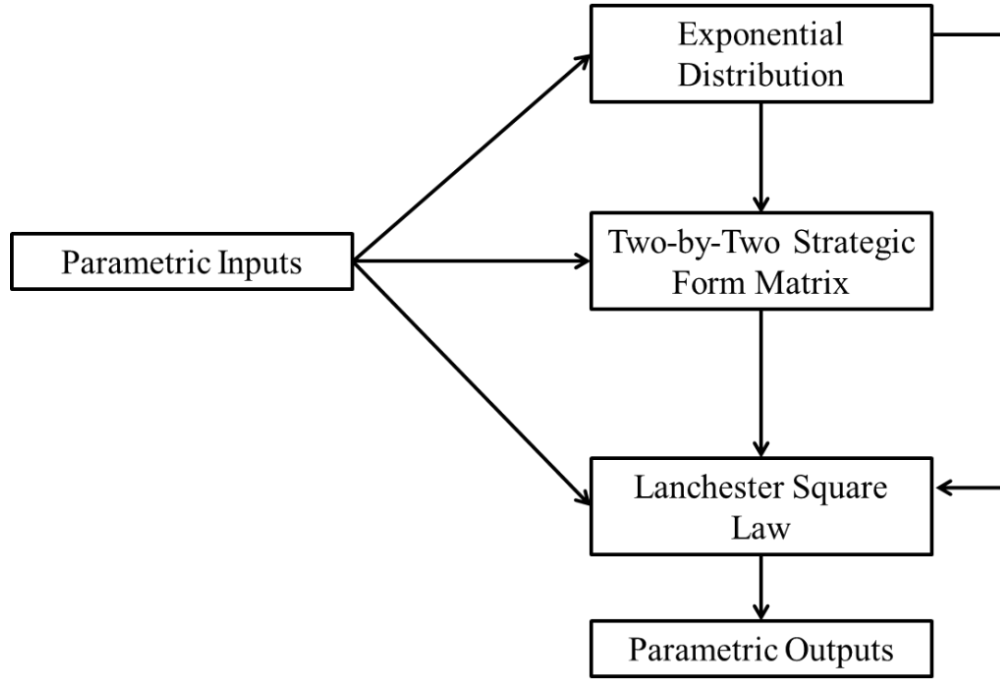 Exponential
Distribution
Parametric Inputs
Two-by-Two Strategic
Form Matrix
Lanchester Square
Law
Parametric Outputs